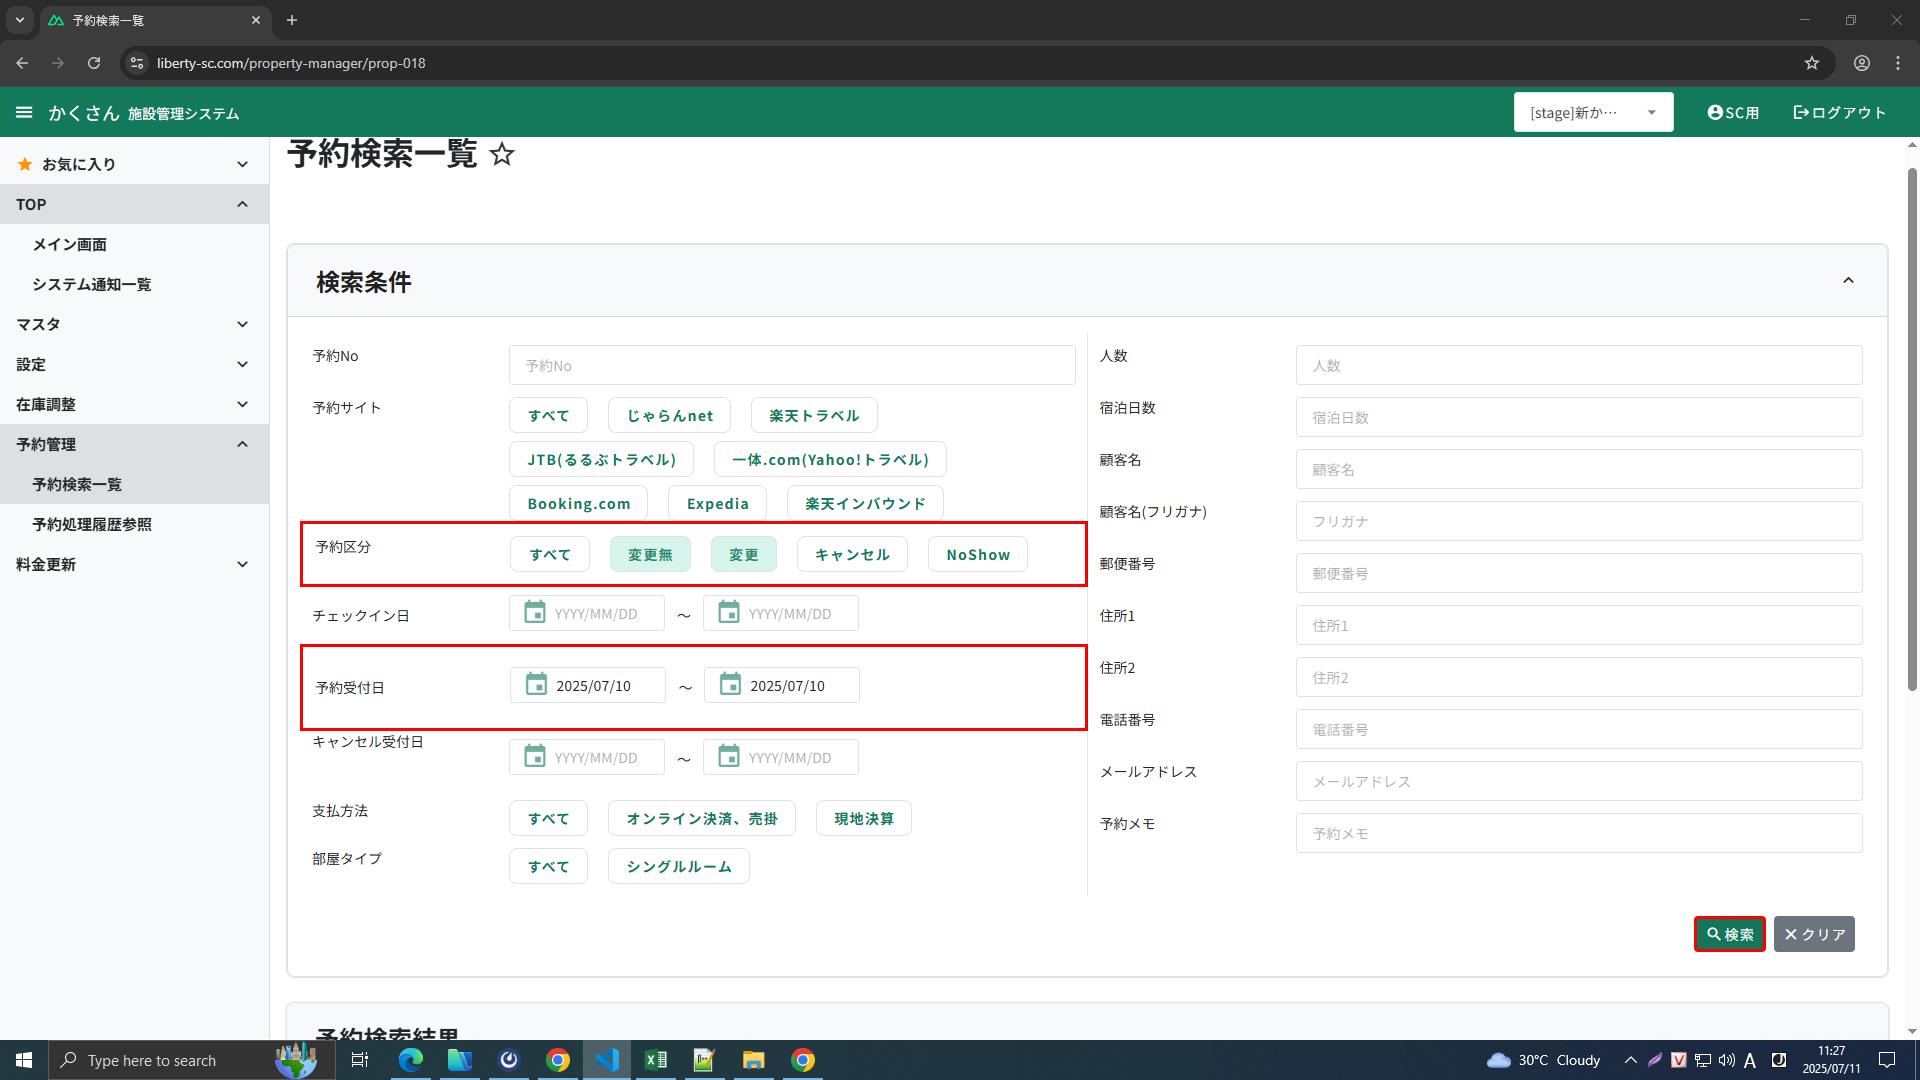 予約検索一覧
liberty-sc.com/property-manager/prop-018
かくさん 施設管理システム
[stage]新か…
SC用
ログアウト
お気に入り
TOP
メイン画面
システム通知一覧
マスタ
設定
在庫調整
予約管理
予約検索一覧
予約処理履歴参照
料金更新
予約検索一覧
検索条件
予約No
予約No
予約サイト
すべて じゃらんnet 楽天トラベル
JTB(るるぶトラベル) 一休.com(Yahoo!トラベル)
Booking.com Expedia 楽天インバウンド
予約区分
すべて 変更無 変更 キャンセル NoShow
チェックイン日
YYYY/MM/DD ～ YYYY/MM/DD
予約受付日
2025/07/10 ～ 2025/07/10
キャンセル受付日
YYYY/MM/DD ～ YYYY/MM/DD
支払方法
すべて オンライン決済、売掛 現地決算
部屋タイプ
すべて シングルルーム
人数
人数
宿泊日数
宿泊日数
顧客名
顧客名
顧客名(フリガナ)
フリガナ
郵便番号
郵便番号
住所1
住所1
住所2
住所2
電話番号
電話番号
メールアドレス
メールアドレス
予約メモ
予約メモ
検索
クリア
予約検索結果
Type here to search
30°C Cloudy
A
11:27
2025/07/11